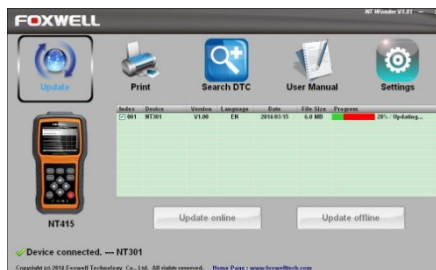 FOXWELL
NT Wonder V1.01
Update
Print
Search DTC
User Manual
Settings
Index Device Version Language Date File Size Progress
001 NT301 V1.00 EN 2014/03/15 6.0 MB 28% / Updating...
NT415
Update online
Update offline
Device connected. --- NT301
Copyright (c) 2014 Foxwell Technology Co., Ltd. All rights reserved. Home Page : www.foxwelltech.com